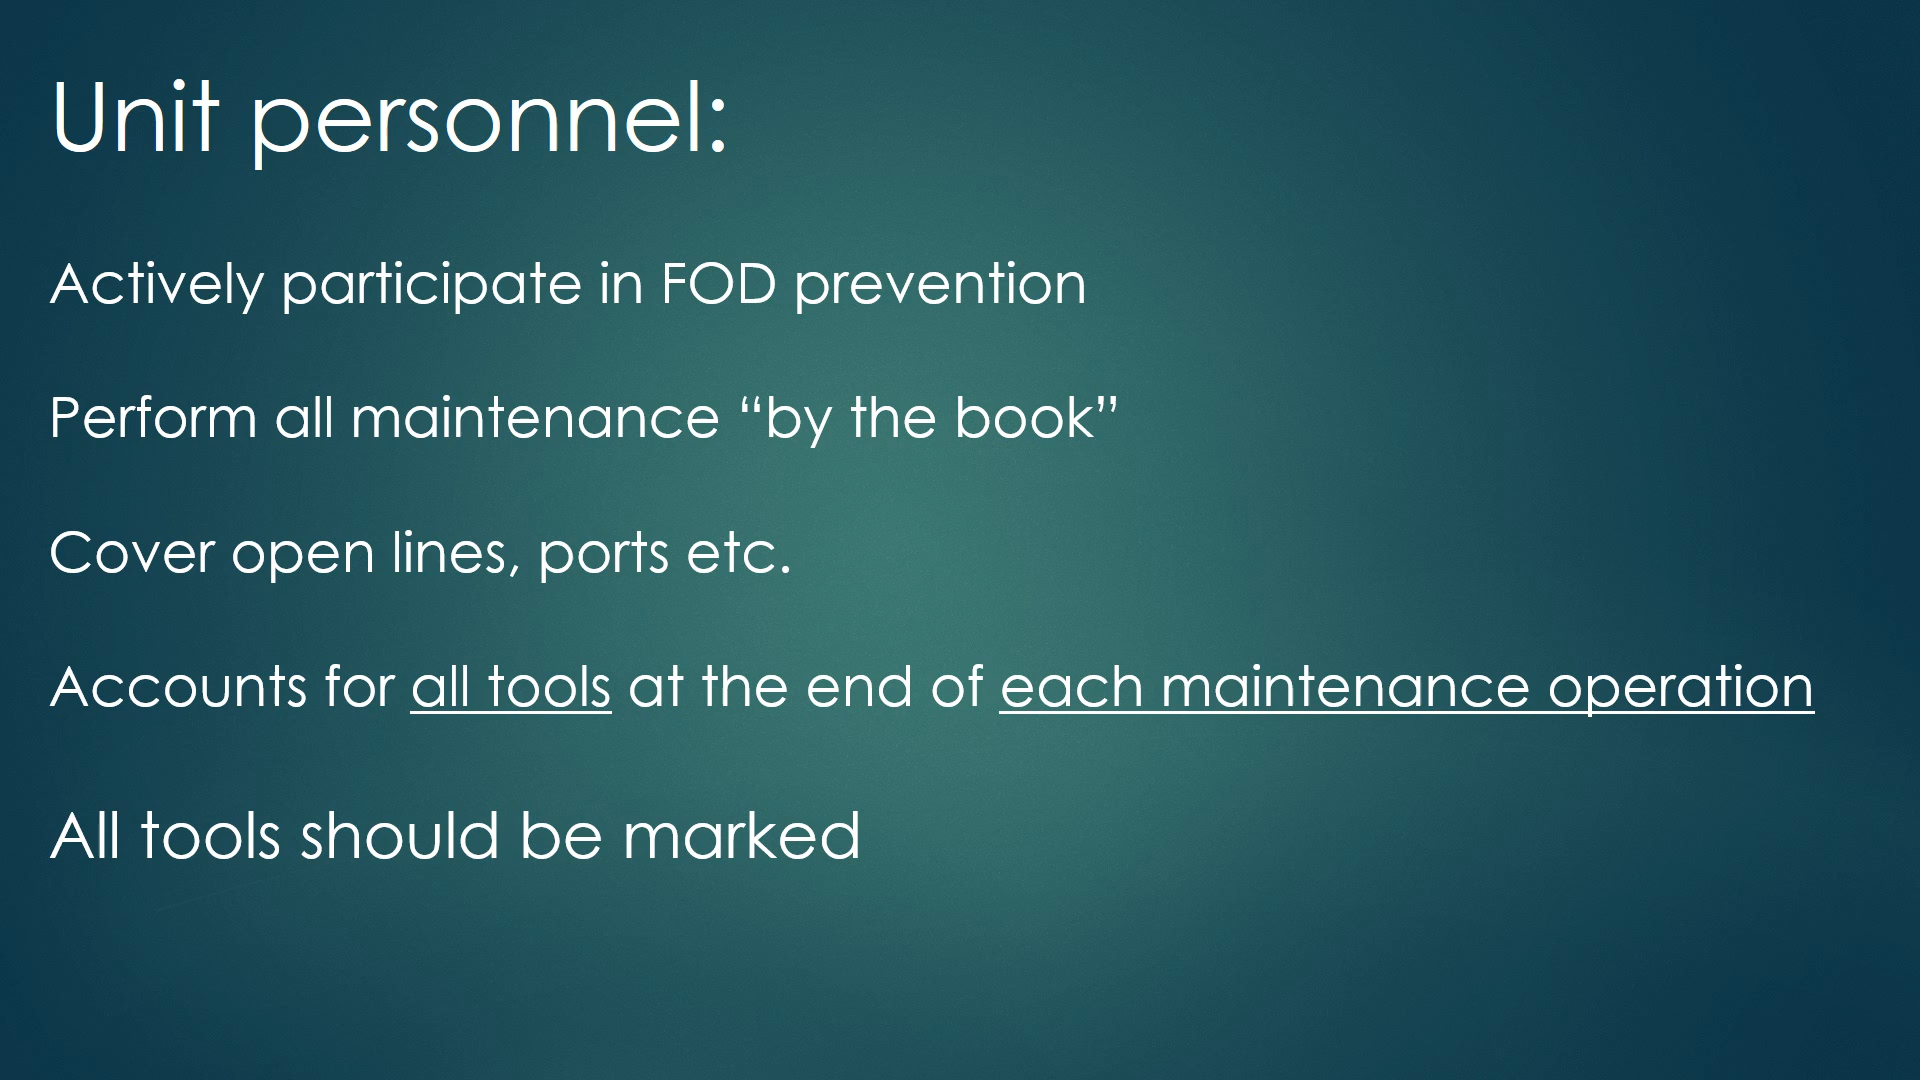 Unit personnel:
Actively participate in FOD prevention
Perform all maintenance “by the book”
Cover open lines, ports etc.
Accounts for all tools at the end of each maintenance operation
All tools should be marked